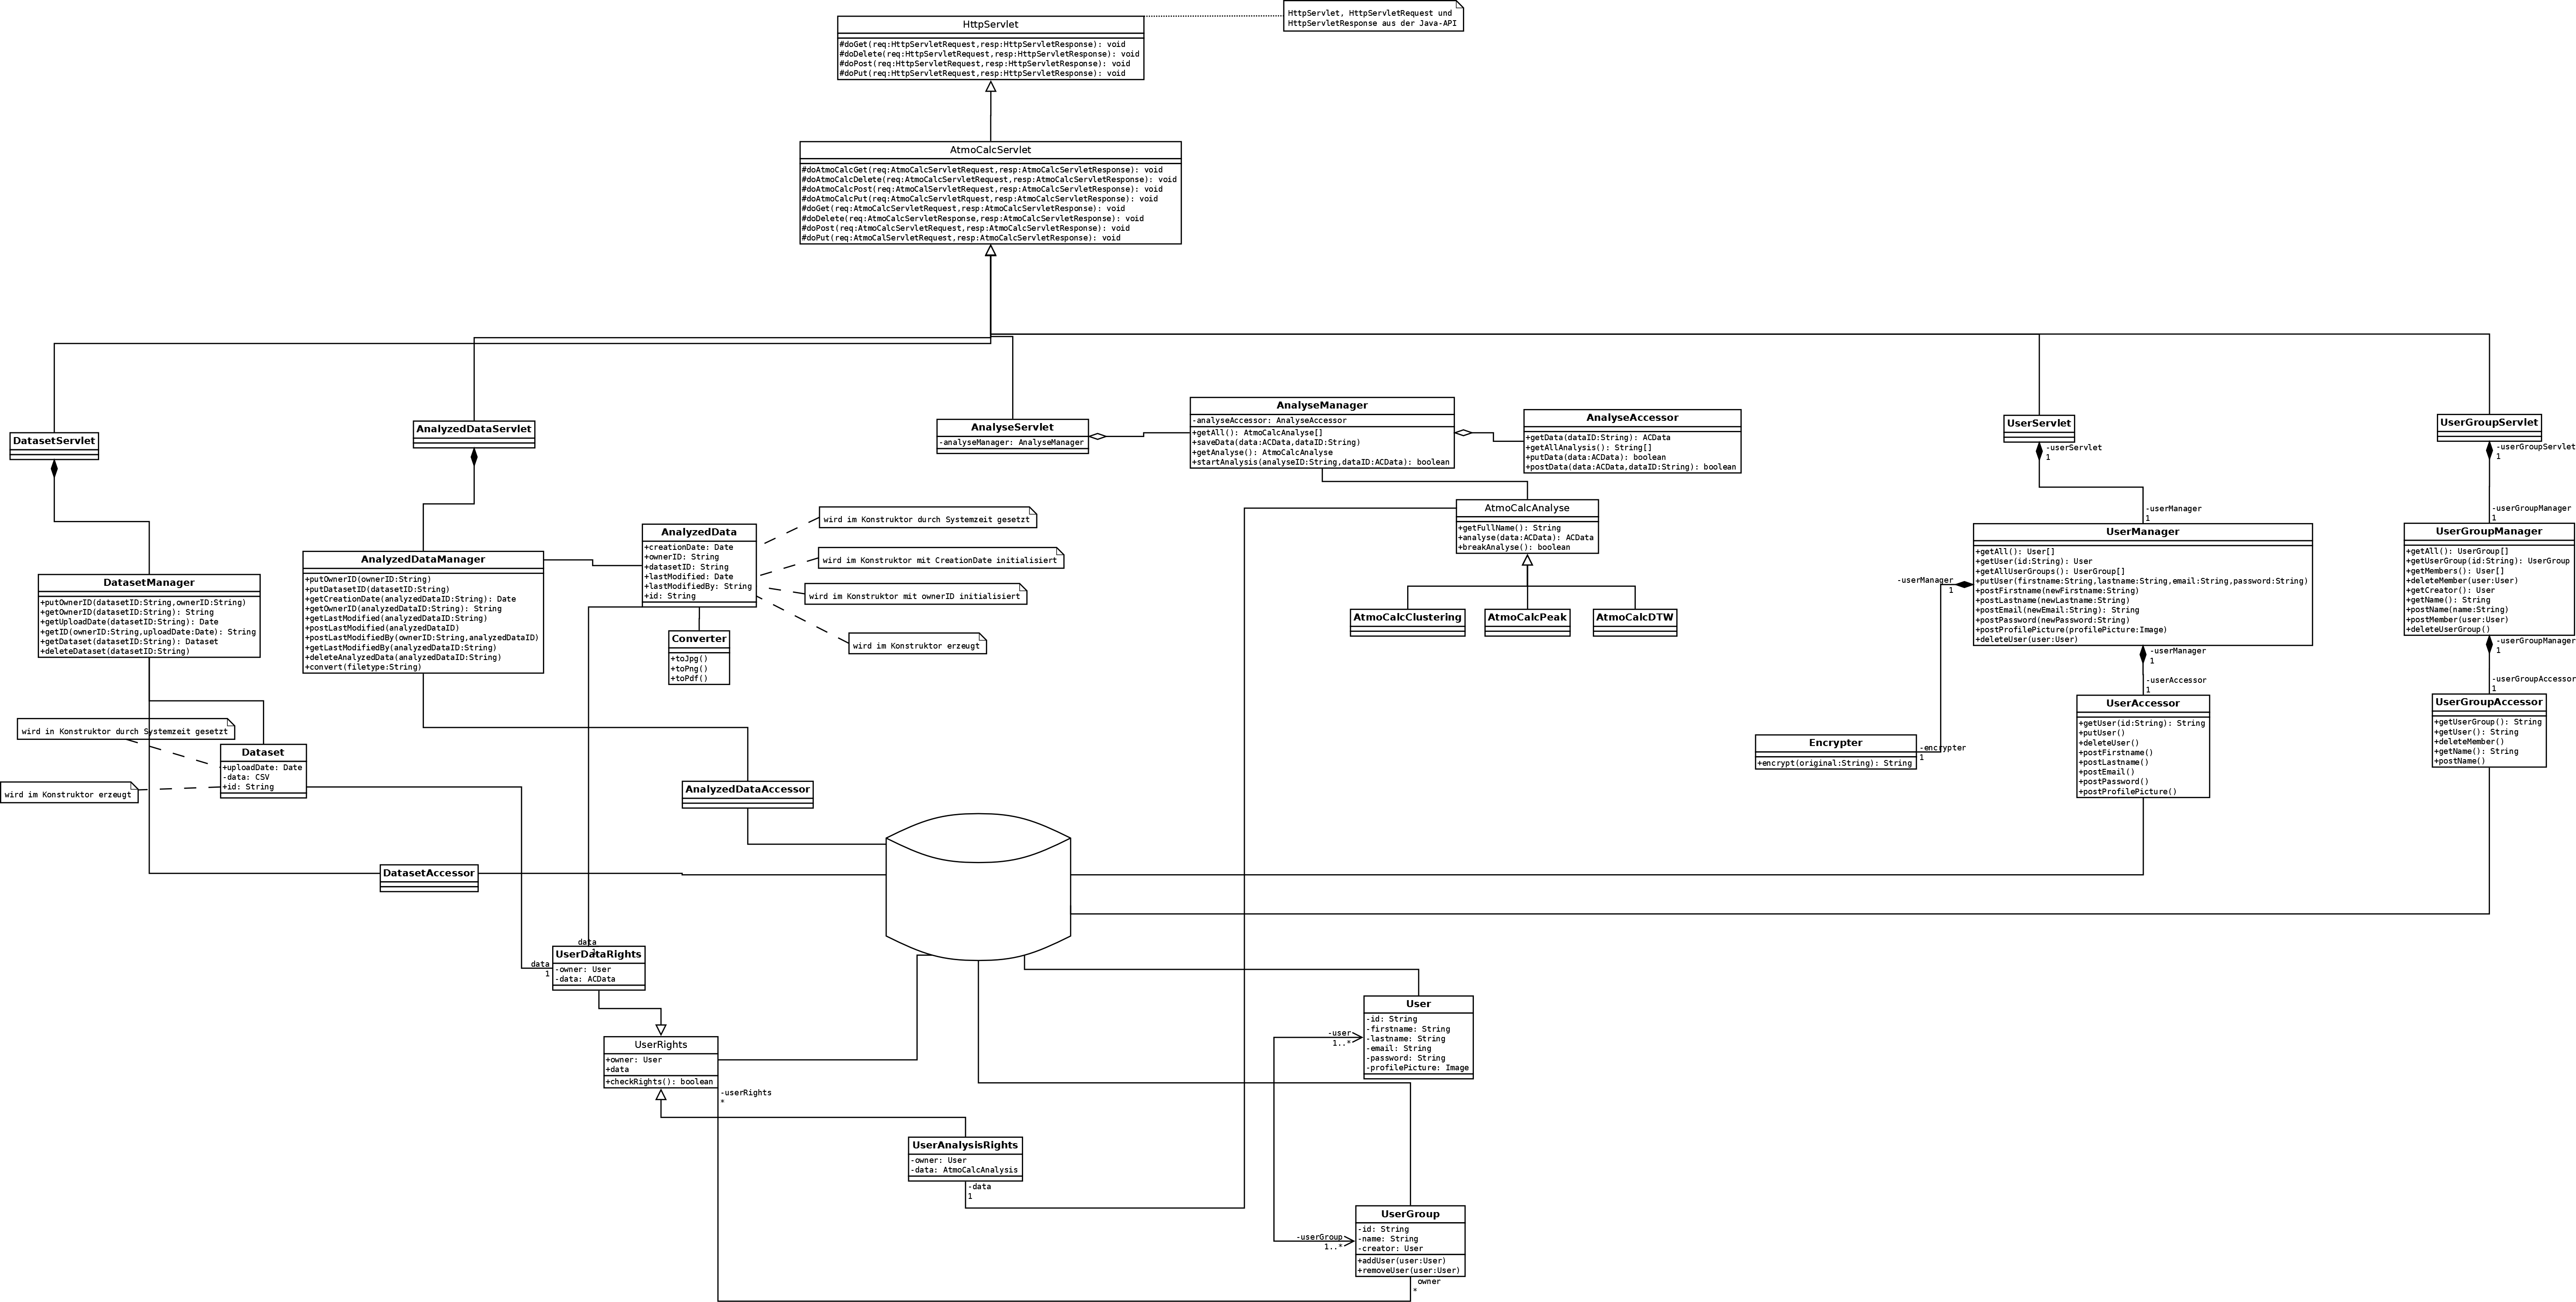 HttpServlet
#doGet(req:HttpServletRequest,resp:HttpServletResponse): void
#doDelete(req:HttpServletRequest,resp:HttpServletResponse): void
#doPost(req:HttpServletRequest,resp:HttpServletResponse): void
#doPut(req:HttpServletRequest,resp:HttpServletResponse): void
HttpServlet, HttpServletRequest und
HttpServletResponse aus der Java-API
AtmoCalcServlet
#doAtmoCalcGet(req:AtmoCalcServletRequest,resp:AtmoCalcServletResponse): void
#doAtmoCalcDelete(req:AtmoCalcServletRequest,resp:AtmoCalcServletResponse): void
#doAtmoCalcPost(req:AtmoCalServletRequest,resp:AtmoCalcServletResponse): void
#doAtmoCalcPut(req:AtmoCalcServletRquest,resp:AtmoCalcServletResponse): void
#doGet(req:AtmoCalcServletRequest,resp:AtmoCalcServletResponse): void
#doDelete(req:AtmoCalcServletResponse,resp:AtmoCalcServletResponse): void
#doPost(req:AtmoCalcServletRequest,resp:AtmoCalcServletResponse): void
#doPut(req:AtmoCalServletRequest,resp:AtmoCalcServletResponse): void
DatasetServlet
AnalyzedDataServlet
AnalyseServlet
-analyseManager: AnalyseManager
AnalyseManager
-analyseAccessor: AnalyseAccessor
+getAll(): AtmoCalcAnalyse[]
+saveData(data:ACData,dataID:String)
+getAnalyse(): AtmoCalcAnalyse
+startAnalysis(analyseID:String,dataID:ACData): boolean
AnalyseAccessor
+getData(dataID:String): ACData
+getAllAnalysis(): String[]
+putData(data:ACData): boolean
+postData(data:ACData,dataID:String): boolean
UserServlet
-userServlet
1
UserGroupServlet
-userGroupServlet
1
AtmoCalcAnalyse
+getFullName(): String
+analyse(data:ACData): ACData
+breakAnalyse(): boolean
AtmoCalcClustering
AtmoCalcPeak
AtmoCalcDTW
DatasetManager
+putOwnerID(datasetID:String,ownerID:String)
+getOwnerID(datasetID:String): String
+getUploadDate(datasetID:String): Date
+getID(ownerID:String,uploadDate:Date): String
+getDataset(datasetID:String): Dataset
+deleteDataset(datasetID:String)
AnalyzedDataManager
+putOwnerID(ownerID:String)
+putDatasetID(datasetID:String)
+getCreationDate(analyzedDataID:String): Date
+getOwnerID(analyzedDataID:String): String
+getLastModified(analyzedDataID:String)
+postLastModified(analyzedDataID)
+postLastModifiedBy(ownerID:String,analyzedDataID)
+getLastModifiedBy(analyzedDataID:String)
+deleteAnalyzedData(analyzedDataID:String)
+convert(filetype:String)
AnalyzedData
+creationDate: Date
+ownerID: String
+datasetID: String
+lastModified: Date
+lastModifiedBy: String
+id: String
wird im Konstruktor durch Systemzeit gesetzt
wird im Konstruktor mit CreationDate initialisiert
wird im Konstruktor mit ownerID initialisiert
wird im Konstruktor erzeugt
Converter
+toJpg()
+toPng()
+toPdf()
-userManager
1
UserManager
+getAll(): User[]
+getUser(id:String): User
+getAllUserGroups(): UserGroup[]
+putUser(firstname:String,lastname:String,email:String,password:String)
+postFirstname(newFirstname:String)
+postLastname(newLastname:String)
+postEmail(newEmail:String): String
+postPassword(newPassword:String)
+postProfilePicture(profilePicture:Image)
+deleteUser(user:User)
-userManager
1
-userManager
1
-userGroupManager
1
UserGroupManager
+getAll(): UserGroup[]
+getUserGroup(id:String): UserGroup
+getMembers(): User[]
+deleteMember(user:User)
+getCreator(): User
+getName(): String
+postName(name:String)
+postMember(user:User)
+deleteUserGroup()
-userGroupManager
1
-userAccessor
1
UserAccessor
+getUser(id:String): String
+putUser()
+deleteUser()
+postFirstname()
+postLastname()
+postEmail()
+postPassword()
+postProfilePicture()
-userGroupAccessor
1
UserGroupAccessor
+getUserGroup(): String
+getUser(): String
+deleteMember()
+getName(): String
+postName()
Encrypter
+encrypt(original:String): String
-encrypter
1
wird in Konstruktor durch Systemzeit gesetzt
wird im Konstruktor erzeugt
Dataset
+uploadDate: Date
-data: CSV
+id: String
AnalyzedDataAccessor
DatasetAccessor
data
data
1
UserDataRights
-owner: User
-data: ACData
UserRights
+owner: User
+data
+checkRights(): boolean
-userRights
*
UserAnalysisRights
-owner: User
-data: AtmoCalcAnalysis
-data
1
User
-id: String
-firstname: String
-lastname: String
-email: String
-password: String
-profilePicture: Image
-user
1..*
-userGroup
1..*
UserGroup
-id: String
-name: String
-creator: User
+addUser(user:User)
+removeUser(user:User)
owner
*